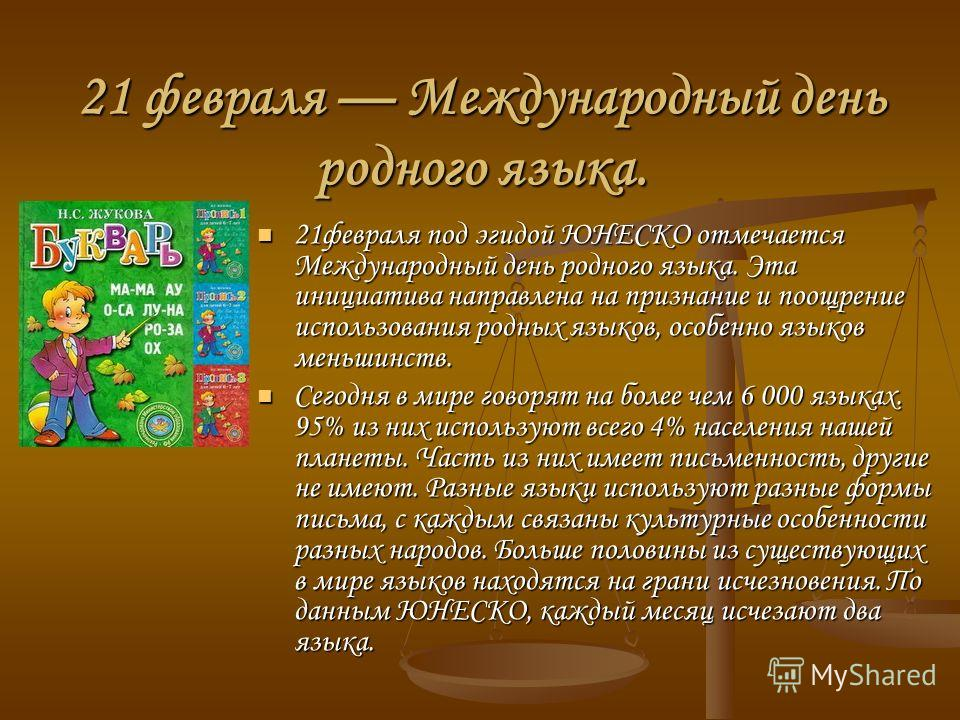 21 февраля — Международный день
родного языка.
Н.С. ЖУКОВА
БУКВАРЬ
МА-МА АУ
О-СА ЛУ-НА
РО-ЗА
ОХ
Пропись 1
Пропись 2
Пропись 3
21февраля под эгидой ЮНЕСКО отмечается
Международный день родного языка. Эта
инициатива направлена на признание и поощрение
использования родных языков, особенно языков
меньшинств.
Сегодня в мире говорят на более чем 6 000 языках.
95% из них используют всего 4% населения нашей
планеты. Часть из них имеет письменность, другие
не имеют. Разные языки используют разные формы
письма, с каждым связаны культурные особенности
разных народов. Больше половины из существующих
в мире языков находятся на грани исчезновения. По
данным ЮНЕСКО, каждый месяц исчезают два
языка.
MyShared